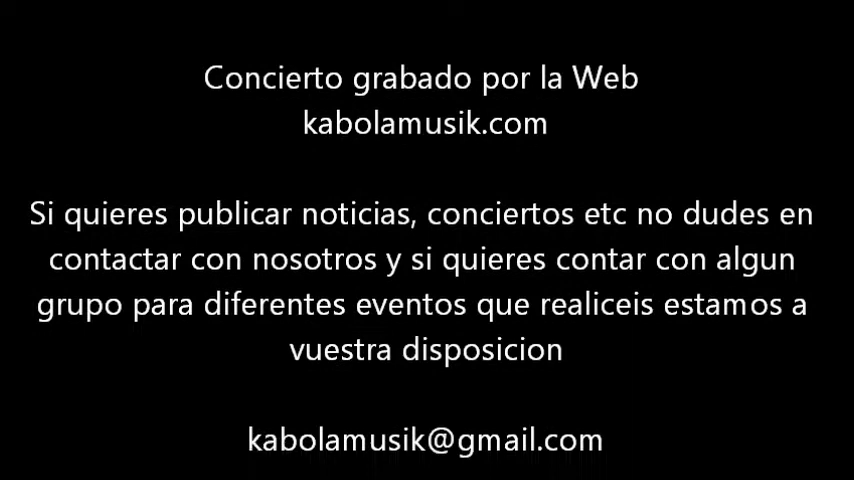 Concierto grabado por la Web
kabolamusik.com
Si quieres publicar noticias, conciertos etc no dudes en
contactar con nosotros y si quieres contar con algun
grupo para diferentes eventos que realiceis estamos a
vuestra disposicion
kabolamusik@gmail.com